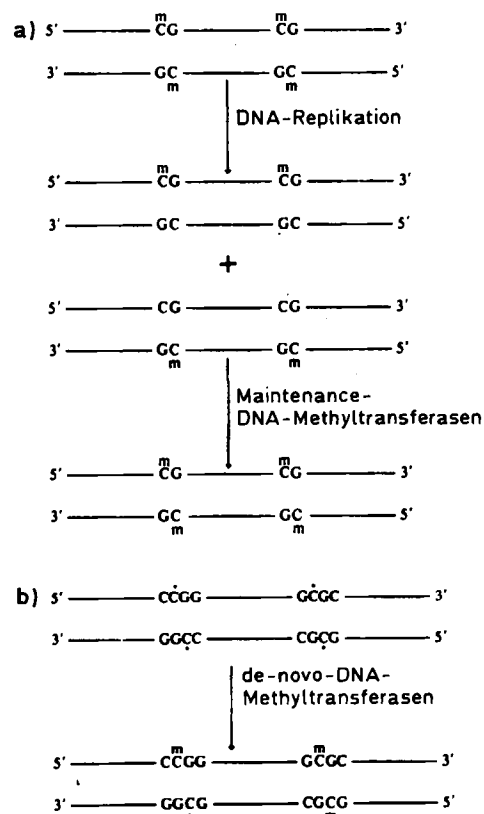 a) 5′ m CG m CG 3′
3′ GC m GC m 5′
DNA-Replikation
5′ m CG m CG 3′
3′ GC GC 5′
+
5′ CG CG 3′
3′ GC m GC m 5′
Maintenance-
DNA-Methyltransferasen
5′ m CG m CG 3′
3′ GC m GC m 5′
b) 5′ CCGG GCGC 3′
3′ GGCC CGCG 5′
de-novo-DNA-
Methyltransferasen
5′ m CCGG m GCGC 3′
3′ GGCG CGCG 5′